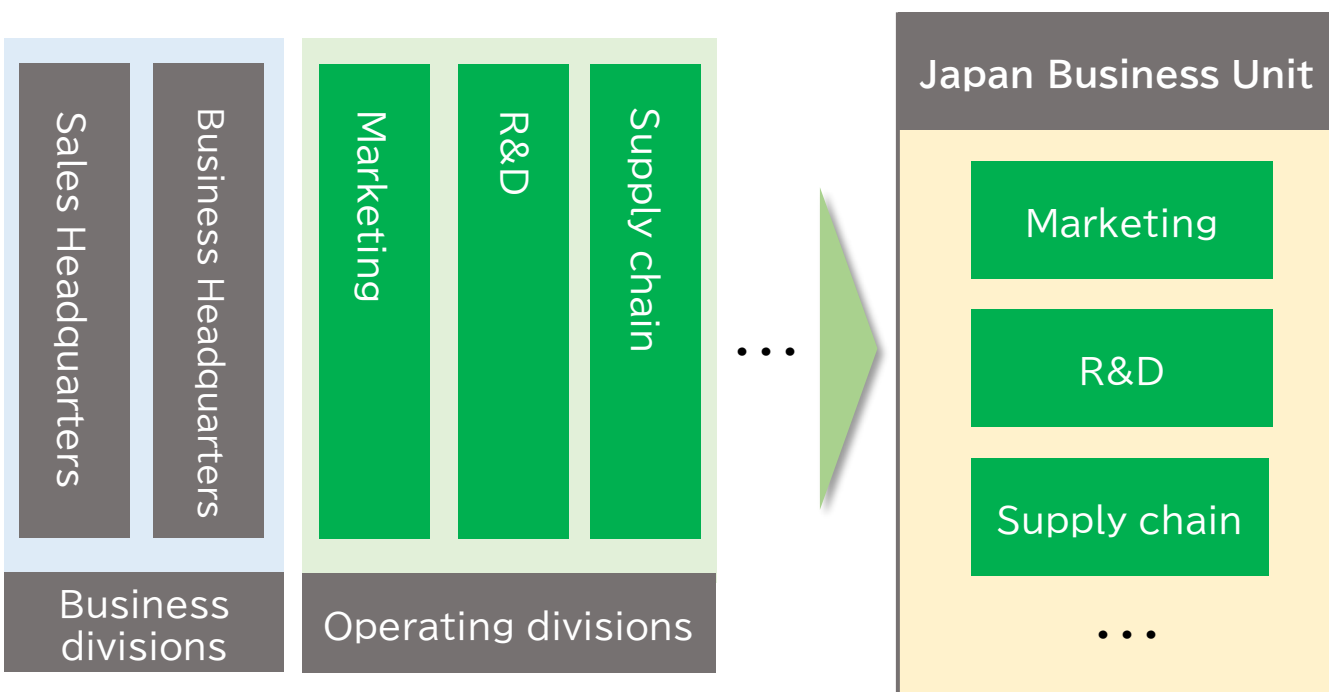 Sales Headquarters
Business Headquarters
Business
divisions
Marketing
R&D
Supply chain
Operating divisions
...
Japan Business Unit
Marketing
R&D
Supply chain
...